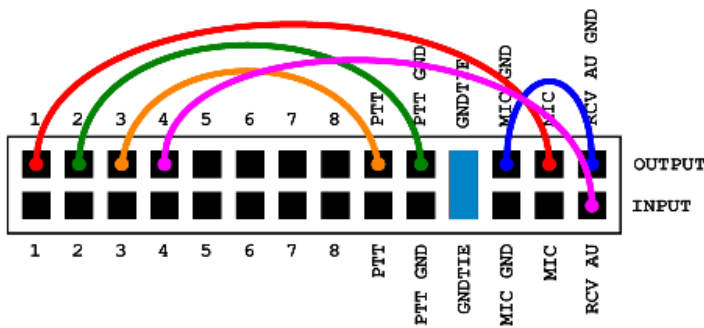 1 2 3 4 5 6 7 8 PTT PTT GND GNDTIE MIC GND MIC RCV AU GND
OUTPUT
INPUT
1 2 3 4 5 6 7 8 PTT PTT GND GNDTIE MIC GND MIC RCV AU